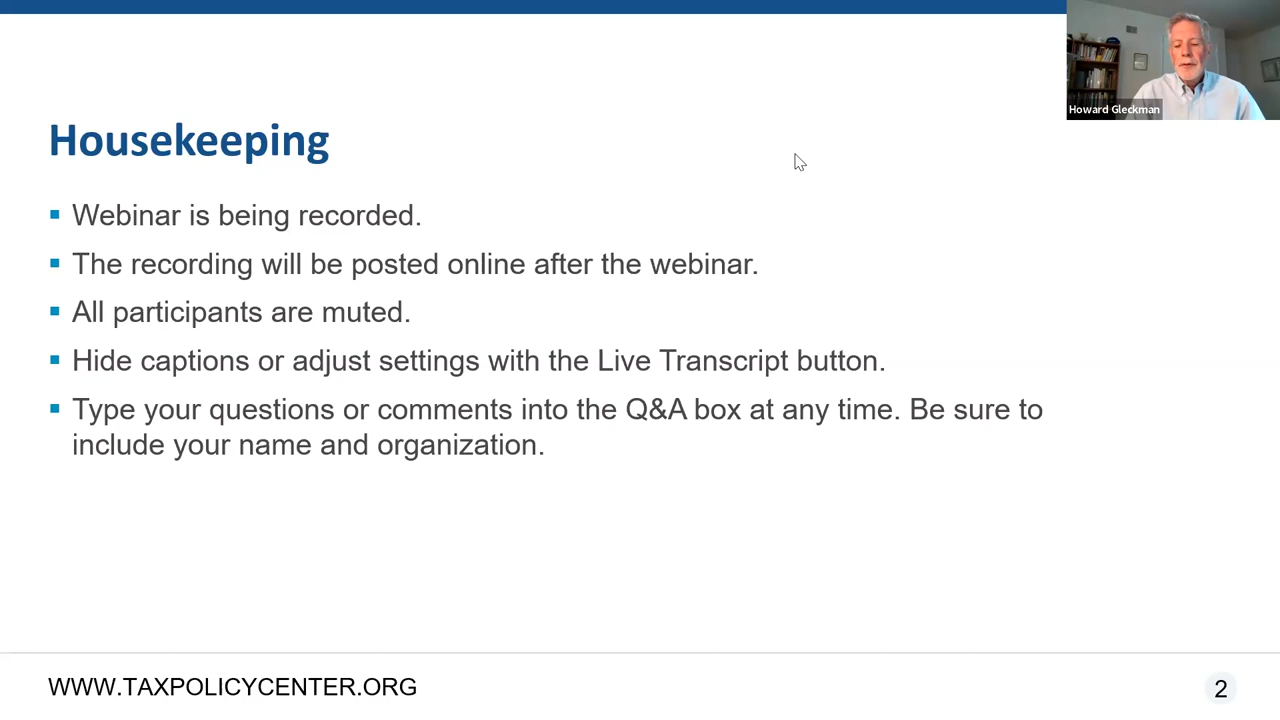 Howard Gleckman
Housekeeping
Webinar is being recorded.
The recording will be posted online after the webinar.
All participants are muted.
Hide captions or adjust settings with the Live Transcript button.
Type your questions or comments into the Q&A box at any time. Be sure to
include your name and organization.
WWW.TAXPOLICYCENTER.ORG
2